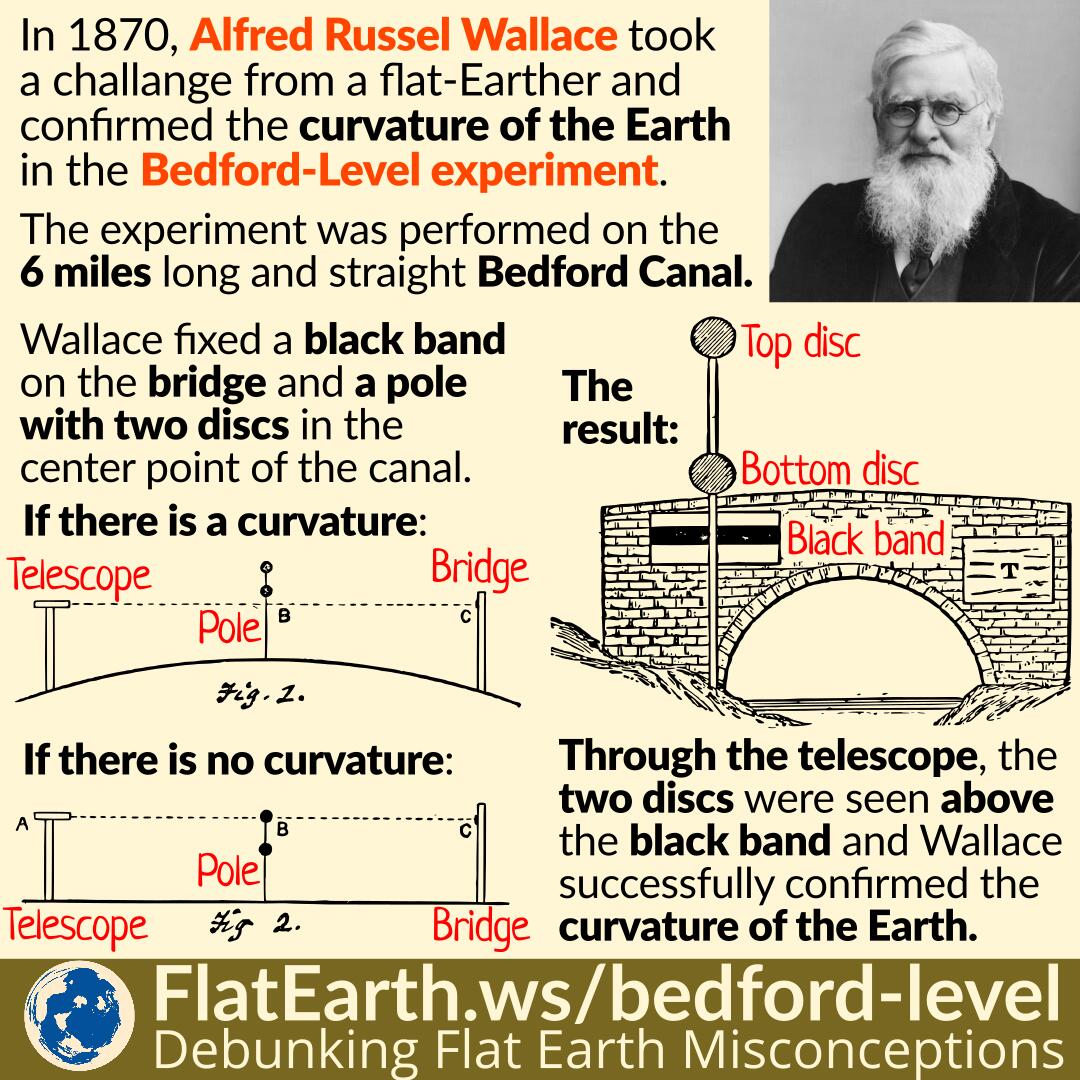 In 1870, Alfred Russel Wallace took
a challange from a flat-Earther and
confirmed the curvature of the Earth
in the Bedford-Level experiment.
The experiment was performed on the
6 miles long and straight Bedford Canal.
Wallace fixed a black band
on the bridge and a pole
with two discs in the
center point of the canal.
If there is a curvature:
Telescope
Bridge
Pole
B
C
Fig. 1.
If there is no curvature:
A
B
C
Pole
Telescope
Fig 2.
Bridge
The
result:
Top disc
Bottom disc
Black band
T
Through the telescope, the
two discs were seen above
the black band and Wallace
successfully confirmed the
curvature of the Earth.
FlatEarth.ws/bedford-level
Debunking Flat Earth Misconceptions